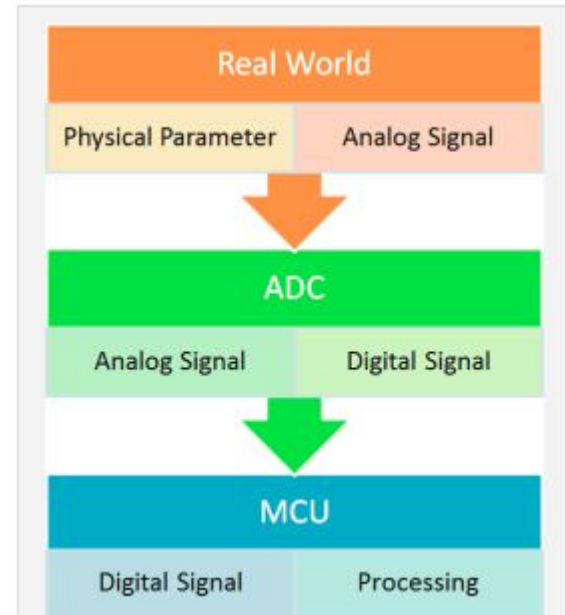 Real World
Physical Parameter Analog Signal
ADC
Analog Signal Digital Signal
MCU
Digital Signal Processing